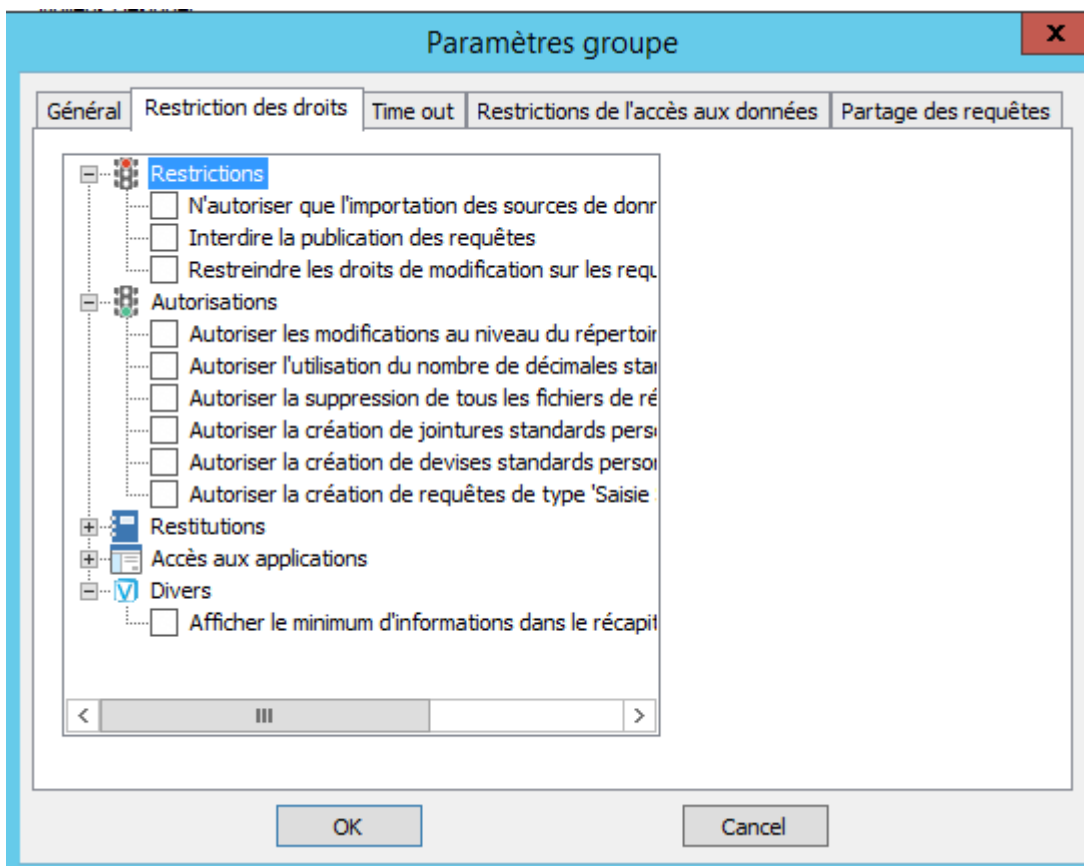 Paramètres groupe
x
Général Restriction des droits Time out Restrictions de l'accès aux données Partage des requêtes
Restrictions
N'autoriser que l'importation des sources de donr
Interdire la publication des requêtes
Restreindre les droits de modification sur les requ
Autorisations
Autoriser les modifications au niveau du répertoir
Autoriser l'utilisation du nombre de décimales star
Autoriser la suppression de tous les fichiers de ré
Autoriser la création de jointures standards perso
Autoriser la création de devises standards person
Autoriser la création de requêtes de type 'Saisie
Restitutions
Accès aux applications
Divers
Afficher le minimum d'informations dans le récapit
OK Cancel